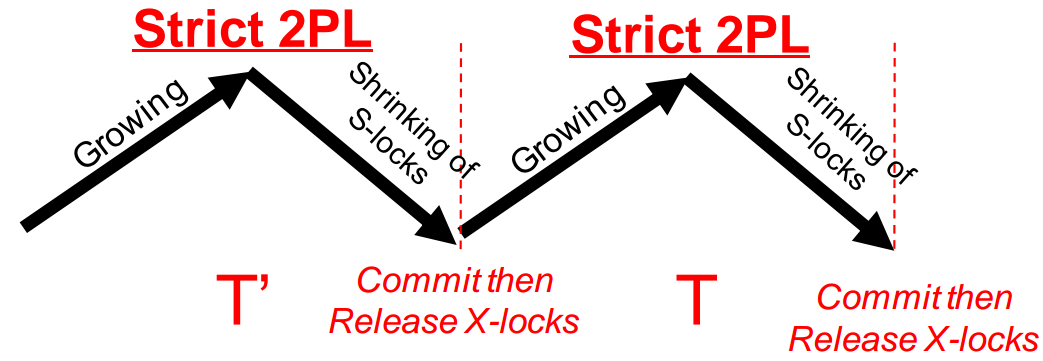 Strict 2PL
Growing
Shrinking of
S-locks
T’
Commit then
Release X-locks
Strict 2PL
Growing
Shrinking of
S-locks
T
Commit then
Release X-locks